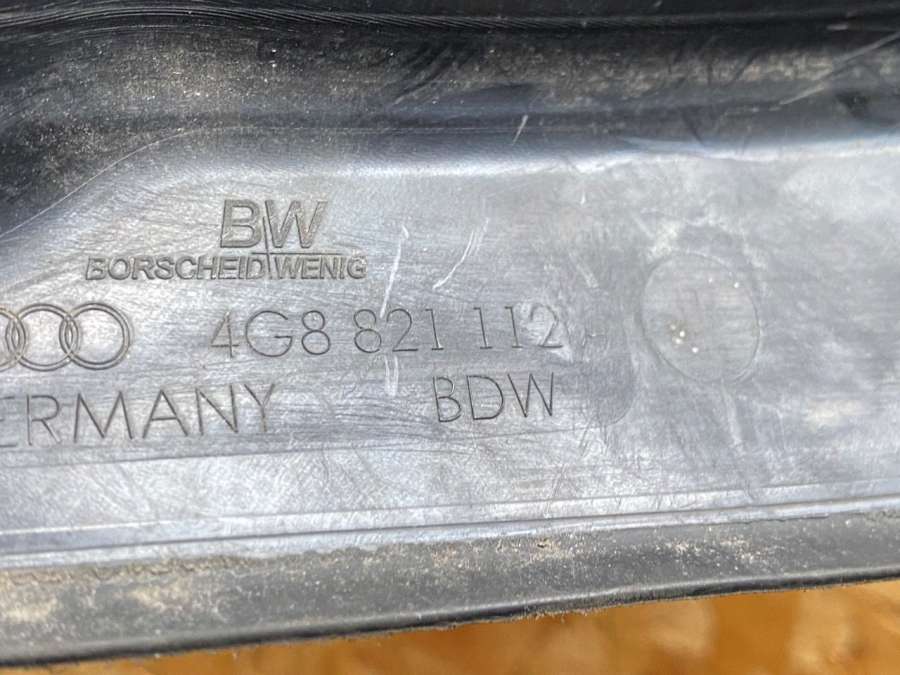 BW
BORSCHEID WENIG
4G8 821 112
ERMANY BDW